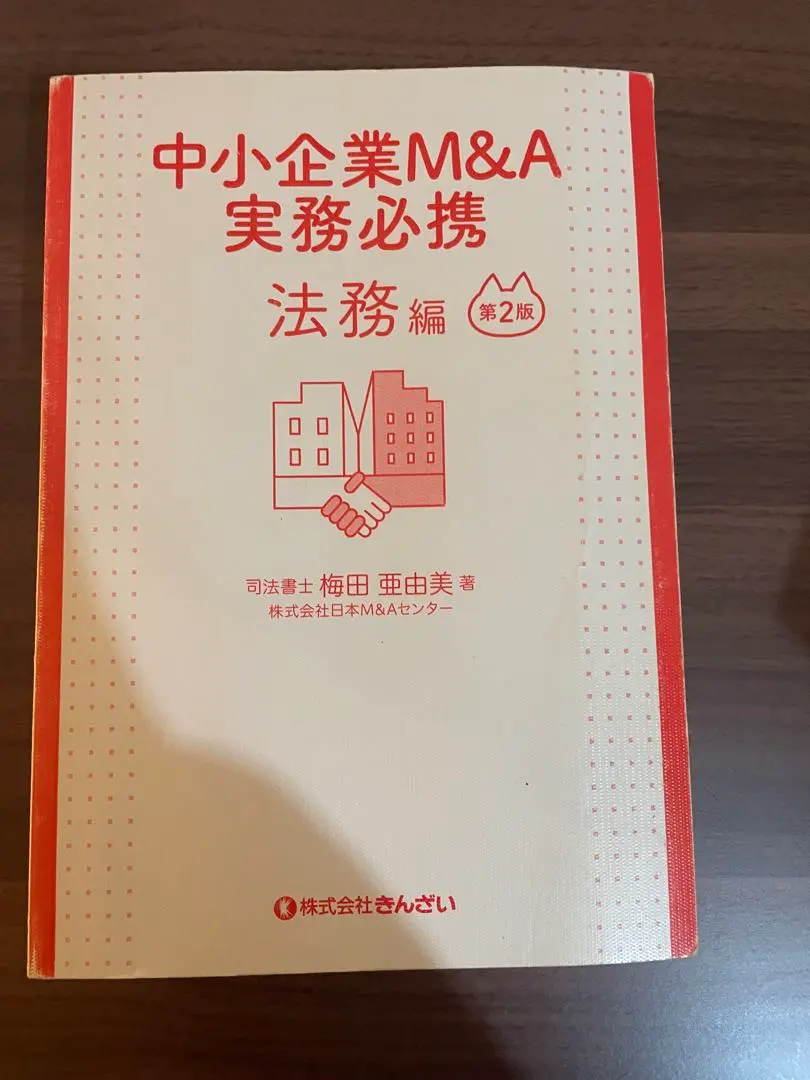 中小企業M&A
実務必携
法務編
第2版
司法書士 梅田 亜由美 著
株式会社日本M&Aセンター
株式会社きんざい